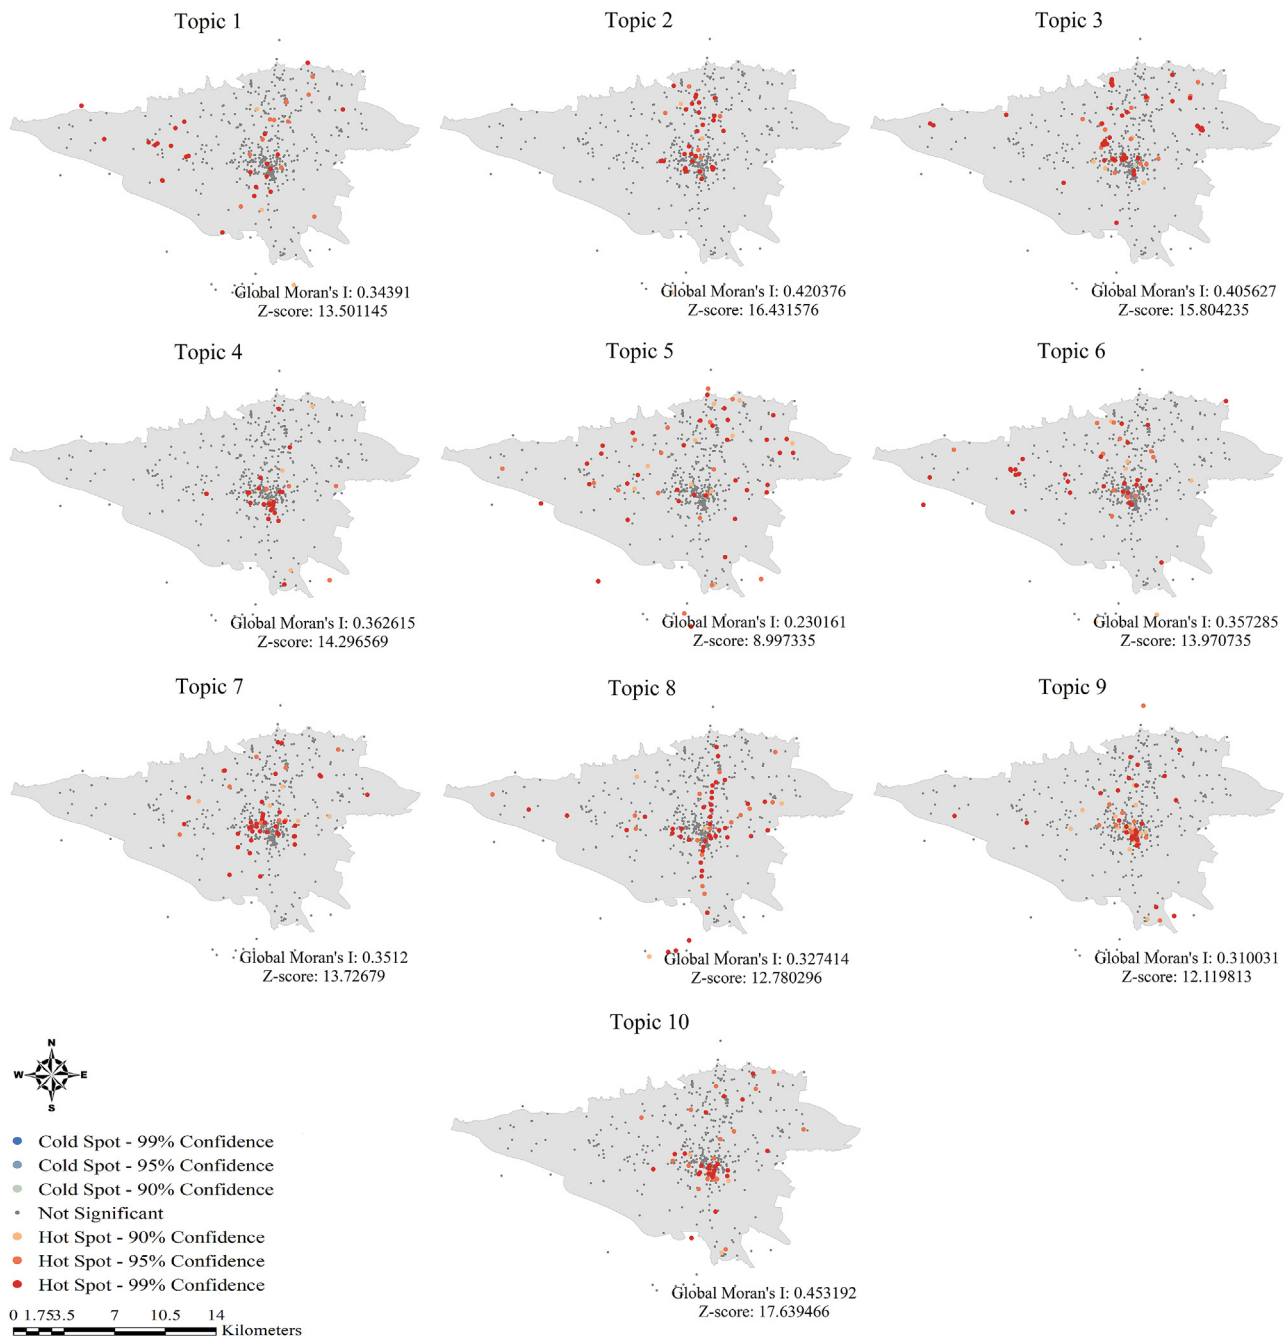 Topic 1
Topic 2
Topic 3
Global Moran's I: 0.34391
Z-score: 13.501145
Global Moran's I: 0.420376
Z-score: 16.431576
Global Moran's I: 0.405627
Z-score: 15.804235
Topic 4
Topic 5
Topic 6
Global Moran's I: 0.362615
Z-score: 14.296569
Global Moran's I: 0.230161
Z-score: 8.997335
Global Moran's I: 0.357285
Z-score: 13.970735
Topic 7
Topic 8
Topic 9
Global Moran's I: 0.3512
Z-score: 13.72679
Global Moran's I: 0.327414
Z-score: 12.780296
Global Moran's I: 0.310031
Z-score: 12.119813
Topic 10
Global Moran's I: 0.453192
Z-score: 17.639466
N
W E
S
Cold Spot - 99% Confidence
Cold Spot - 95% Confidence
Cold Spot - 90% Confidence
Not Significant
Hot Spot - 90% Confidence
Hot Spot - 95% Confidence
Hot Spot - 99% Confidence
0 1.753.5 7 10.5 14
Kilometers